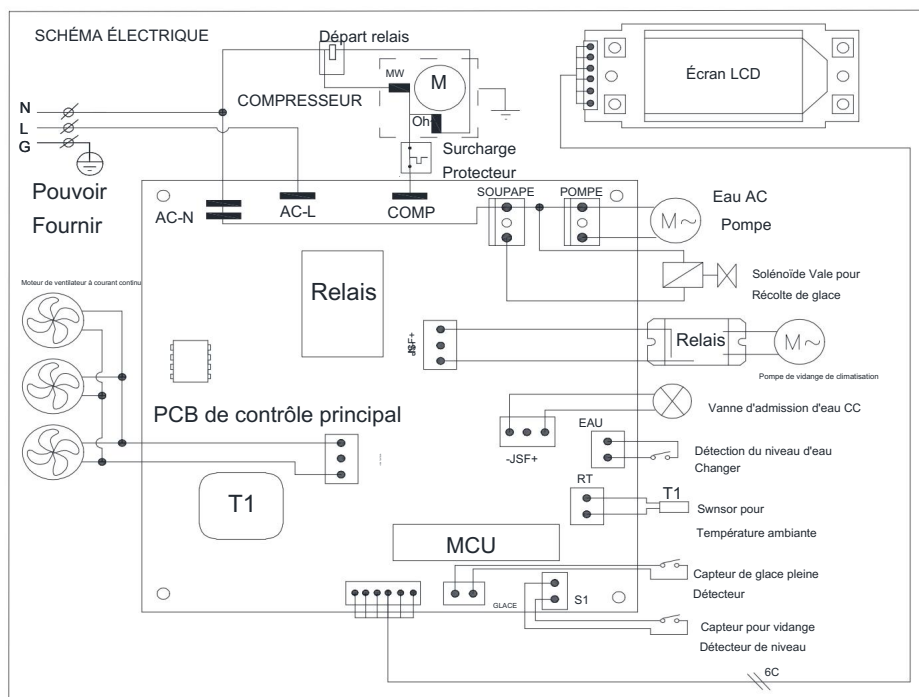 SCHÉMA ÉLECTRIQUE
Départ relais
MW
M
COMPRESSEUR
Oh
Surcharge
Protecteur
Écran LCD
N
L
G
Pouvoir
Fournir
AC-N
AC-L
COMP
SOUPAPE
POMPE
M~
Eau AC
Pompe
Solénoïde Vale pour
Récolte de glace
Moteur de ventilateur à courant continu
Relais
Relais
M~
Pompe de vidange de climatisation
PCB de contrôle principal
Vanne d'admission d'eau CC
-JSF+
EAU
Détection du niveau d'eau
Changer
RT
T1
Swnsor pour
Température ambiante
T1
MCU
Capteur de glace pleine
Détecteur
GLACE
S1
Capteur pour vidange
Détecteur de niveau
6C